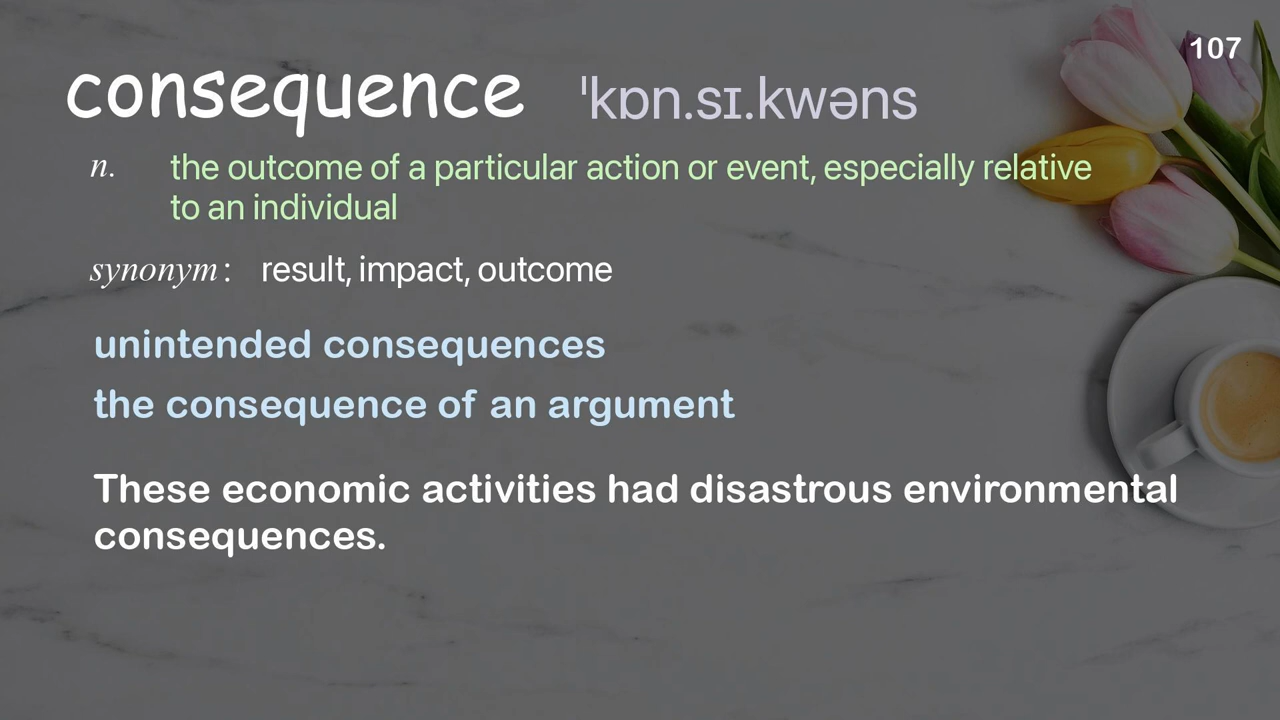 107
consequence ˈkɒn.sɪ.kwəns
n. the outcome of a particular action or event, especially relative
to an individual
synonym: result, impact, outcome
unintended consequences
the consequence of an argument
These economic activities had disastrous environmental
consequences.